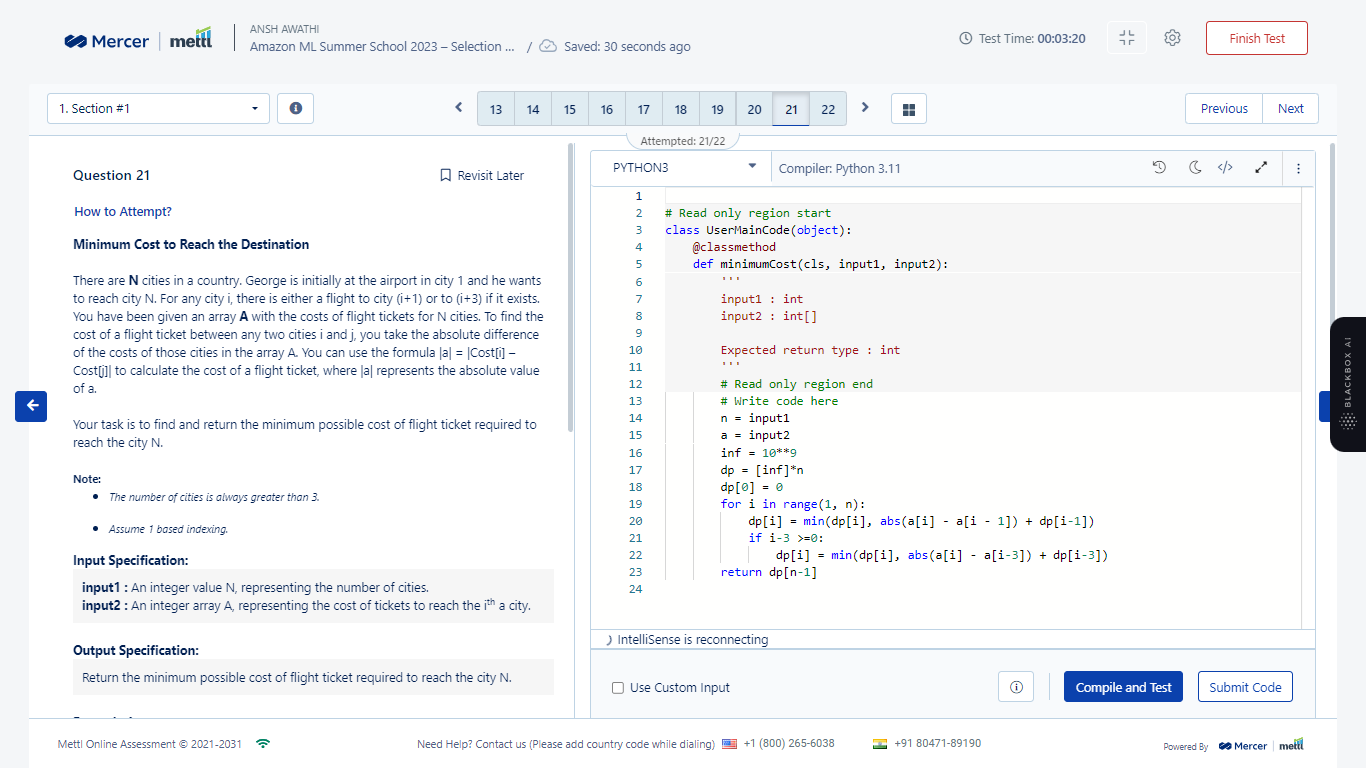 Mercer | mettl
ANSH AWATHI
Amazon ML Summer School 2023 – Selection ... / Saved: 30 seconds ago
Test Time: 00:03:20
Finish Test
1. Section #1
13 14 15 16 17 18 19 20 21 22
Previous Next
Attempted: 21/22
Question 21
Revisit Later
How to Attempt?
Minimum Cost to Reach the Destination
There are N cities in a country. George is initially at the airport in city 1 and he wants
to reach city N. For any city i, there is either a flight to city (i+1) or to (i+3) if it exists.
You have been given an array A with the costs of flight tickets for N cities. To find the
cost of a flight ticket between any two cities i and j, you take the absolute difference
of the costs of those cities in the array A. You can use the formula |a| = |Cost[i] –
Cost[j]| to calculate the cost of a flight ticket, where |a| represents the absolute value
of a.
Your task is to find and return the minimum possible cost of flight ticket required to
reach the city N.
Note:
• The number of cities is always greater than 3.
• Assume 1 based indexing.
Input Specification:
input1 : An integer value N, representing the number of cities.
input2 : An integer array A, representing the cost of tickets to reach the ith a city.
Output Specification:
Return the minimum possible cost of flight ticket required to reach the city N.
PYTHON3
Compiler: Python 3.11
1
2 # Read only region start
3 class UserMainCode(object):
4 @classmethod
5 def minimumCost(cls, input1, input2):
6 '''
7 input1 : int
8 input2 : int[]
9
10 Expected return type : int
11 '''
12 # Read only region end
13 # Write code here
14 n = input1
15 a = input2
16 inf = 10**9
17 dp = [inf]*n
18 dp[0] = 0
19 for i in range(1, n):
20 dp[i] = min(dp[i], abs(a[i] - a[i - 1]) + dp[i-1])
21 if i-3 >=0:
22 dp[i] = min(dp[i], abs(a[i] - a[i-3]) + dp[i-3])
23 return dp[n-1]
24
IntelliSense is reconnecting
Use Custom Input
Compile and Test
Submit Code
BLACKBOX AI
Mettl Online Assessment © 2021-2031
Need Help? Contact us (Please add country code while dialing) +1 (800) 265-6038
+91 80471-89190
Powered By Mercer | mettl